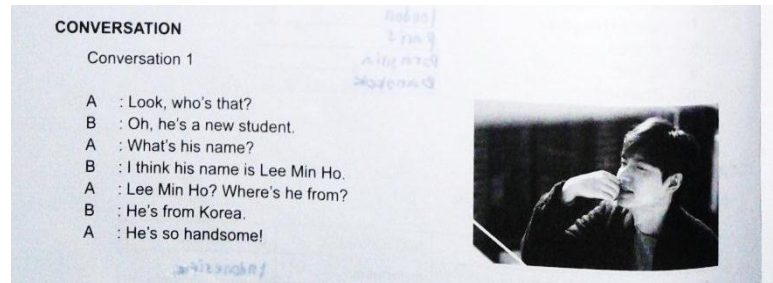 CONVERSATION
Conversation 1
A : Look, who's that?
B : Oh, he's a new student.
A : What's his name?
B : I think his name is Lee Min Ho.
A : Lee Min Ho? Where's he from?
B : He's from Korea.
A : He's so handsome!